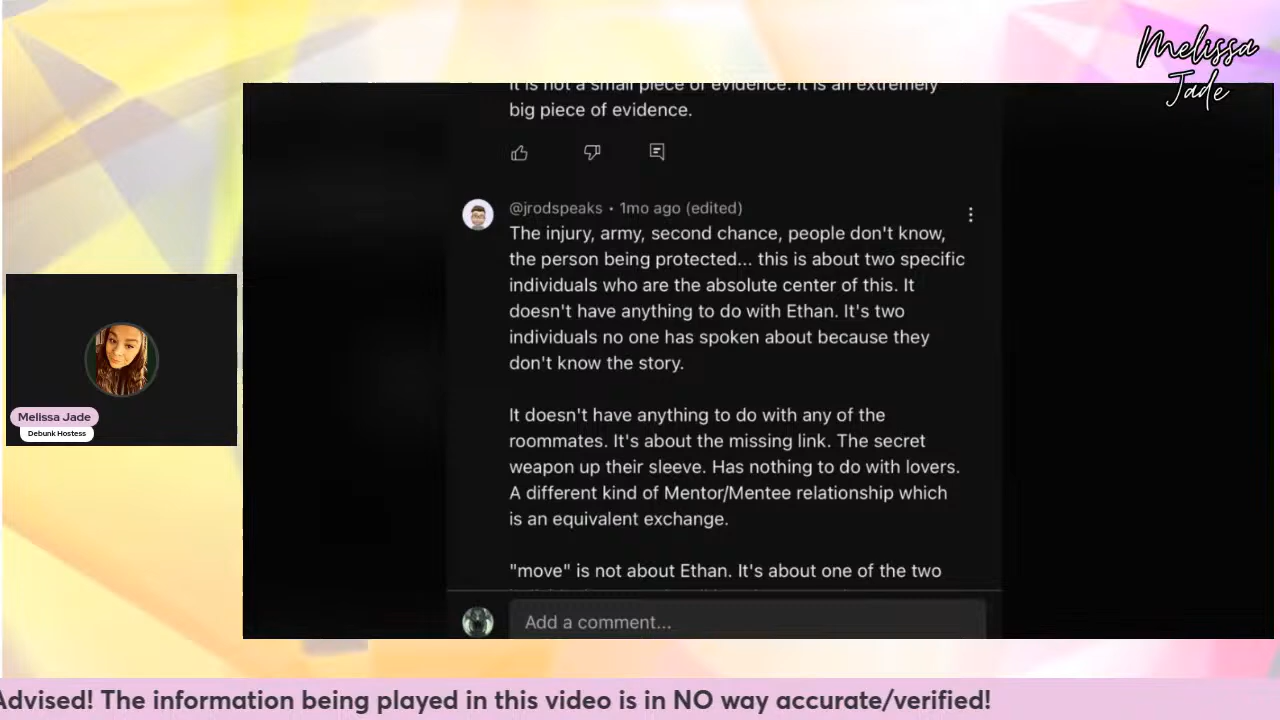 Melissa
Jade
It is not a small piece of evidence. It is an extremely
big piece of evidence.
@jrodspeaks • 1mo ago (edited)
The injury, army, second chance, people don't know,
the person being protected... this is about two specific
individuals who are the absolute center of this. It
doesn't have anything to do with Ethan. It's two
individuals no one has spoken about because they
don't know the story.
It doesn't have anything to do with any of the
roommates. It's about the missing link. The secret
weapon up their sleeve. Has nothing to do with lovers.
A different kind of Mentor/Mentee relationship which
is an equivalent exchange.
"move" is not about Ethan. It's about one of the two
Add a comment...
Melissa Jade
Debunk Hostess
Advised! The information being played in this video is in NO way accurate/verified!